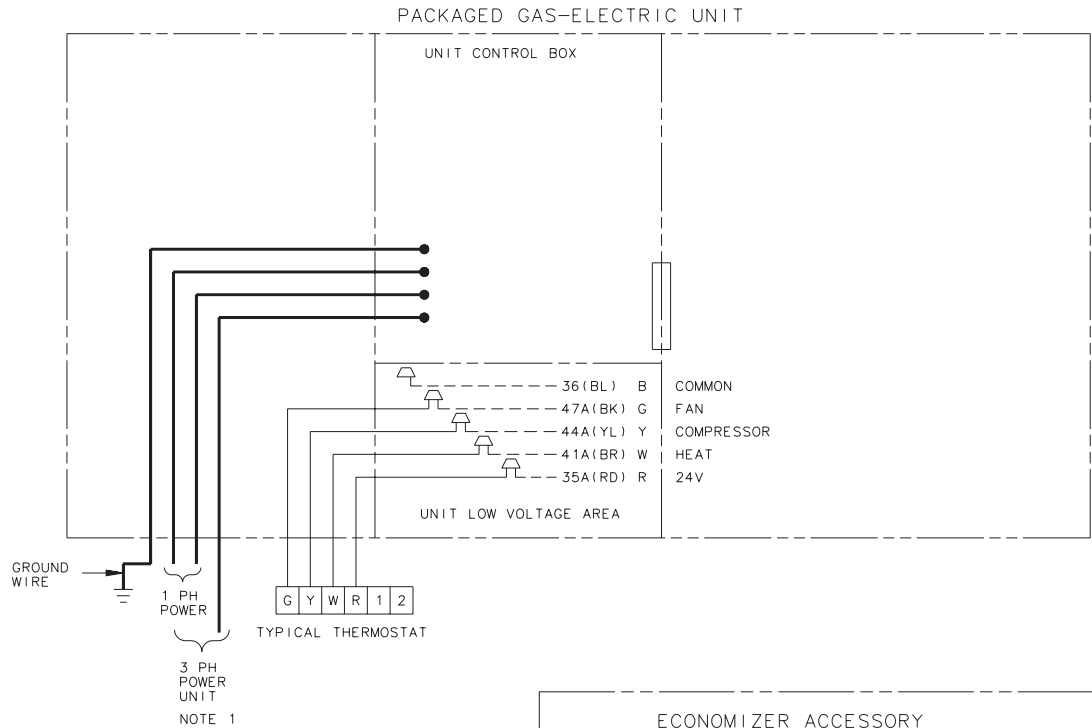 PACKAGED GAS-ELECTRIC UNIT
UNIT CONTROL BOX
36(BL) B COMMON
47A(BK) G FAN
44A(YL) Y COMPRESSOR
41A(BR) W HEAT
35A(RD) R 24V
UNIT LOW VOLTAGE AREA
GROUND
WIRE
1 PH
POWER
G Y W R 1 2
TYPICAL THERMOSTAT
3 PH
POWER
UNIT
NOTE 1
ECONOMIZER ACCESSORY